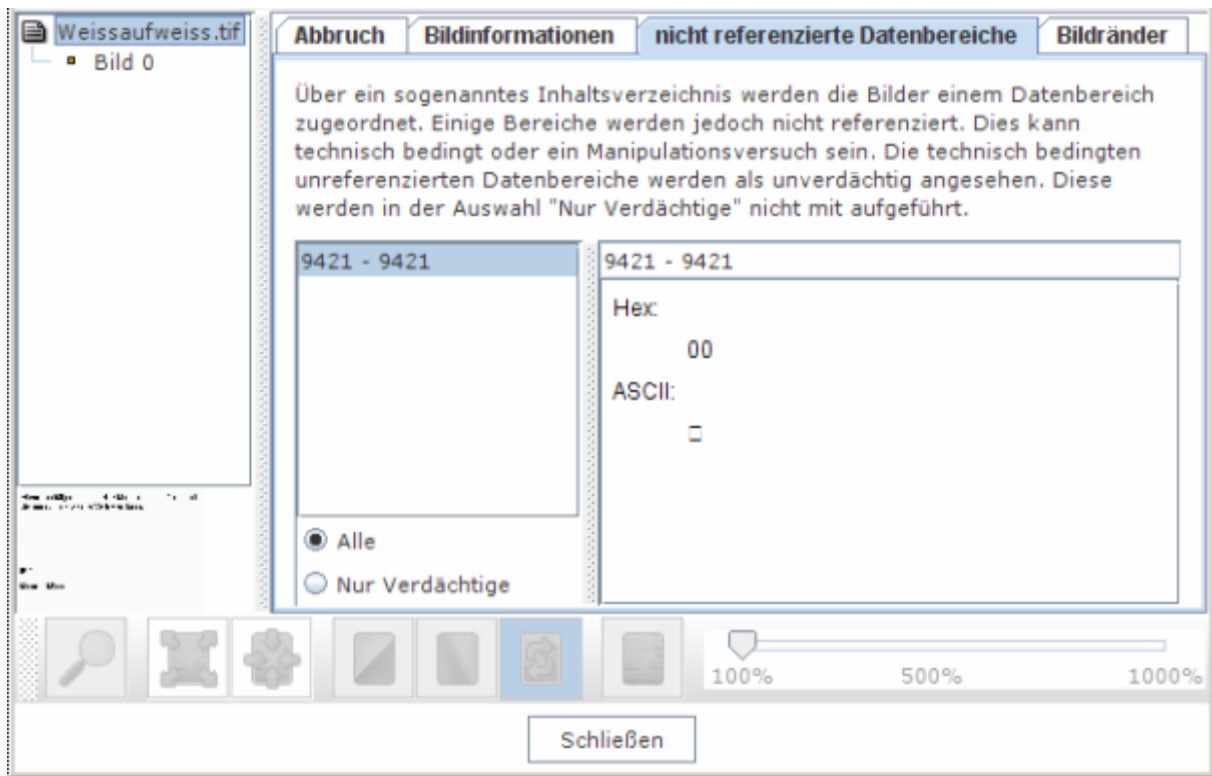 Weissaufweiss.tif
Bild 0
Abbruch
Bildinformationen
nicht referenzierte Datenbereiche
Bildränder
Über ein sogenanntes Inhaltsverzeichnis werden die Bilder einem Datenbereich
zugeordnet. Einige Bereiche werden jedoch nicht referenziert. Dies kann
technisch bedingt oder ein Manipulationsversuch sein. Die technisch bedingten
unreferenzierten Datenbereiche werden als unverdächtig angesehen. Diese
werden in der Auswahl "Nur Verdächtige" nicht mit aufgeführt.
9421 - 9421
Alle
Nur Verdächtige
9421 - 9421
Hex:
00
ASCII:
□
100% 500% 1000%
Schließen